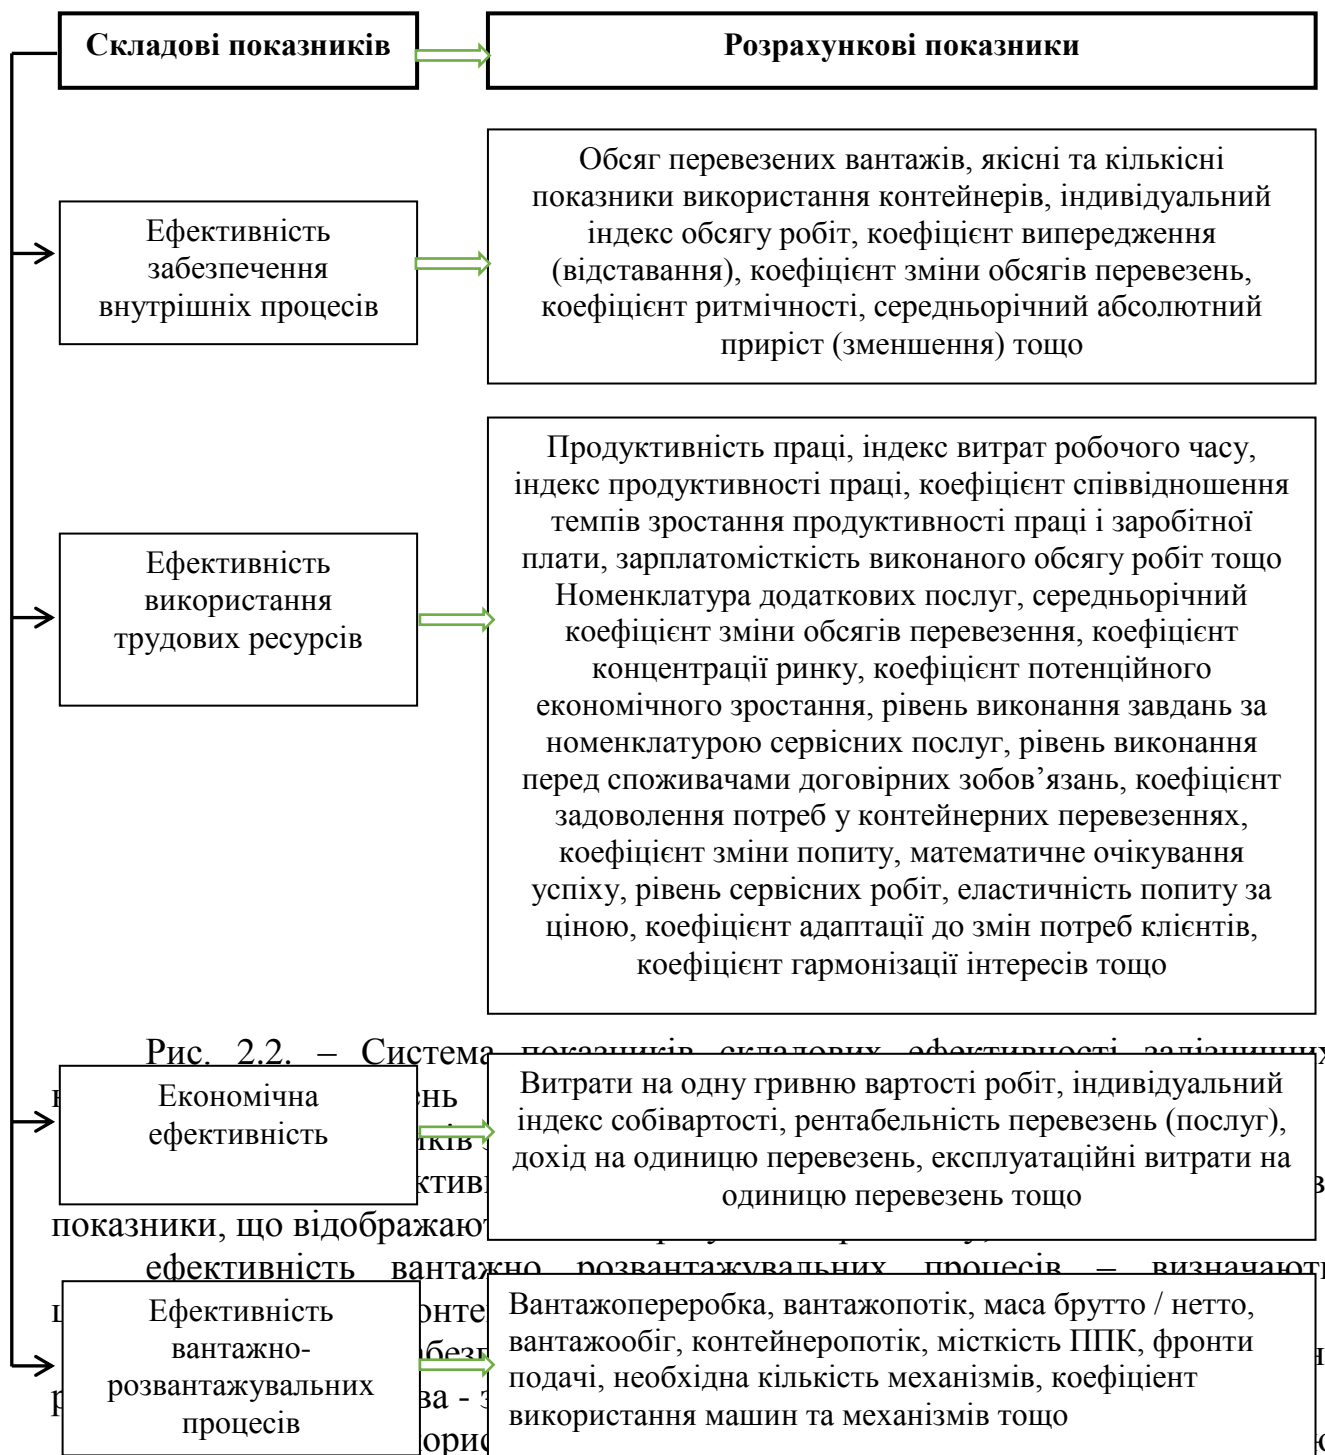 Складові показників
Розрахункові показники
Ефективність
забезпечення
внутрішніх процесів
Обсяг перевезених вантажів, якісні та кількісні
показники використання контейнерів, індивідуальний
індекс обсягу робіт, коефіцієнт випередження
(відставання), коефіцієнт зміни обсягів перевезень,
коефіцієнт ритмічності, середньорічний абсолютний
приріст (зменшення) тощо
Ефективність
використання
трудових ресурсів
Продуктивність праці, індекс витрат робочого часу,
індекс продуктивності праці, коефіцієнт співвідношення
темпів зростання продуктивності праці і заробітної
плати, зарплатомісткість виконаного обсягу робіт тощо
Номенклатура додаткових послуг, середньорічний
коефіцієнт зміни обсягів перевезення, коефіцієнт
концентрації ринку, коефіцієнт потенційного
економічного зростання, рівень виконання завдань за
номенклатурою сервісних послуг, рівень виконання
перед споживачами договірних зобов’язань, коефіцієнт
задоволення потреб у контейнерних перевезеннях,
коефіцієнт зміни попиту, математичне очікування
успіху, рівень сервісних робіт, еластичність попиту за
ціною, коефіцієнт адаптації до змін потреб клієнтів,
коефіцієнт гармонізації інтересів тощо
Рис. 2.2. – Система показників складових ефективності залізничних
Економічна
ефективність
Витрати на одну гривню вартості робіт, індивідуальний
індекс собівартості, рентабельність перевезень (послуг),
дохід на одиницю перевезень, експлуатаційні витрати на
одиницю перевезень тощо
показники, що відображають
ефективність вантажно розвантажувальних процесів – визначають
Ефективність
вантажно-
розвантажувальних
процесів
Вантажопереробка, вантажопотік, маса брутто / нетто,
вантажообіг, контейнеропотік, місткість ППК, фронти
подачі, необхідна кількість механізмів, коефіцієнт
використання машин та механізмів тощо